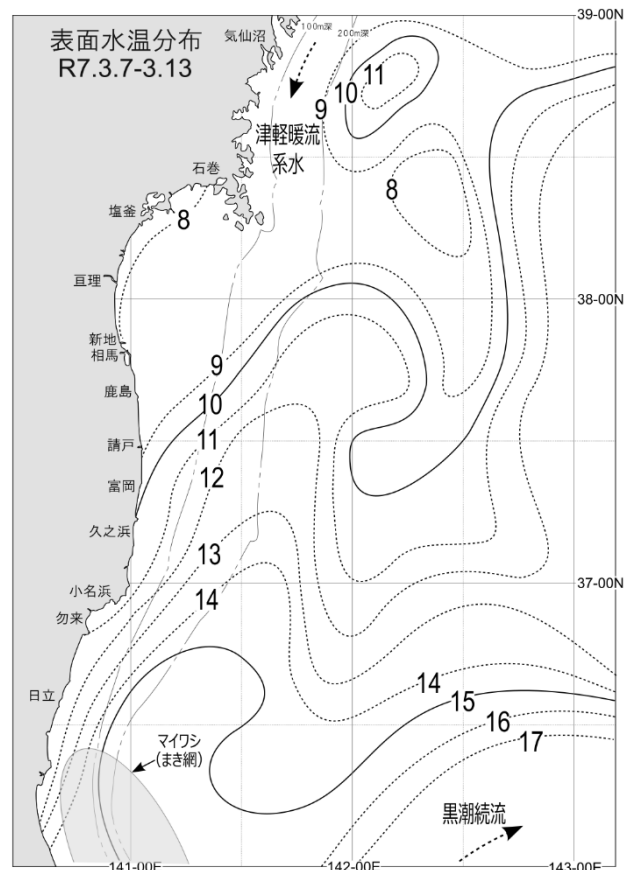 表面水温分布
R7.3.7-3.13
気仙沼
100m深
200m深
39-00N
11
10
9
津軽暖流
系水
石巻
8
塩釜
8
亘理
38-00N
新地
相馬
9
鹿島
10
請戸
11
富岡
12
久之浜
13
37-00N
小名浜
14
勿来
14
日立
15
16
マイワシ
(まき網)
17
黒潮続流
141-00E
142-00E
143-00E